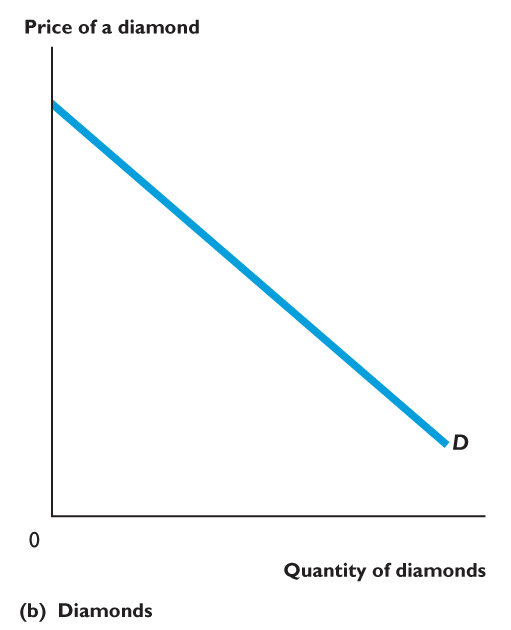 Price of a diamond
D
0
Quantity of diamonds
(b) Diamonds